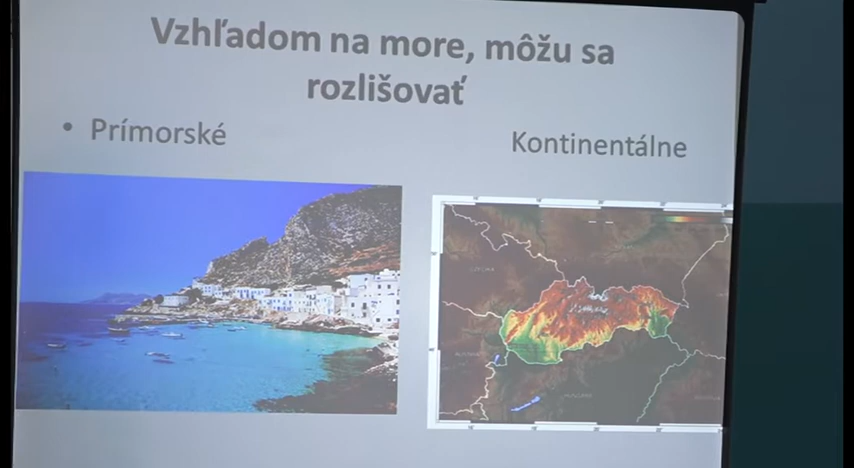 Vzhľadom na more, môžu sa
rozlišovať
• Prímorské
Kontinentálne